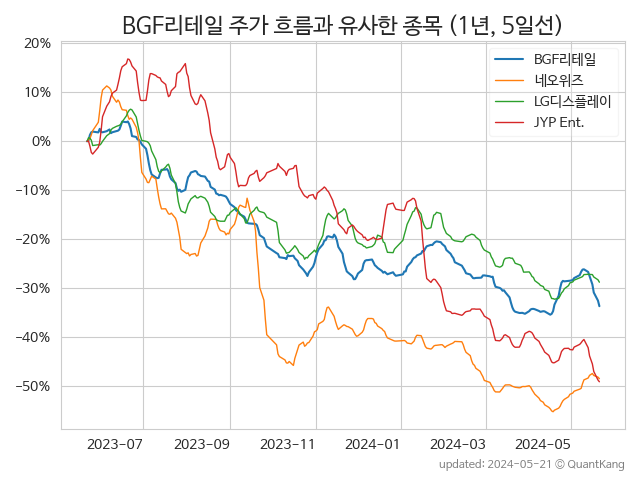 BGF리테일 주가 흐름과 유사한 종목 (1년, 5일선)
20%
10%
0%
−10%
−20%
−30%
−40%
−50%
BGF리테일
네오위즈
LG디스플레이
JYP Ent.
2023-07 2023-09 2023-11 2024-01 2024-03 2024-05
updated: 2024-05-21 © QuantKang